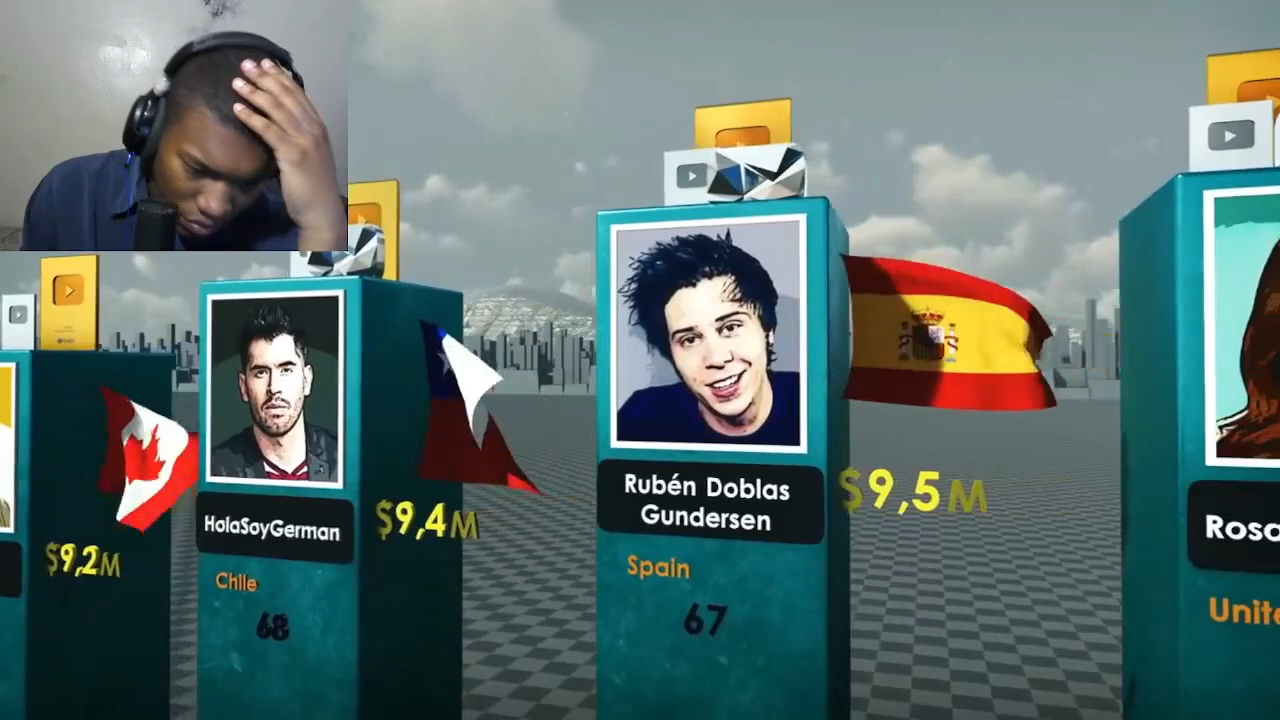 $9,2M
HolaSoyGerman
$9,4M
Chile
68
Rubén Doblas
Gundersen
$9,5M
Spain
67